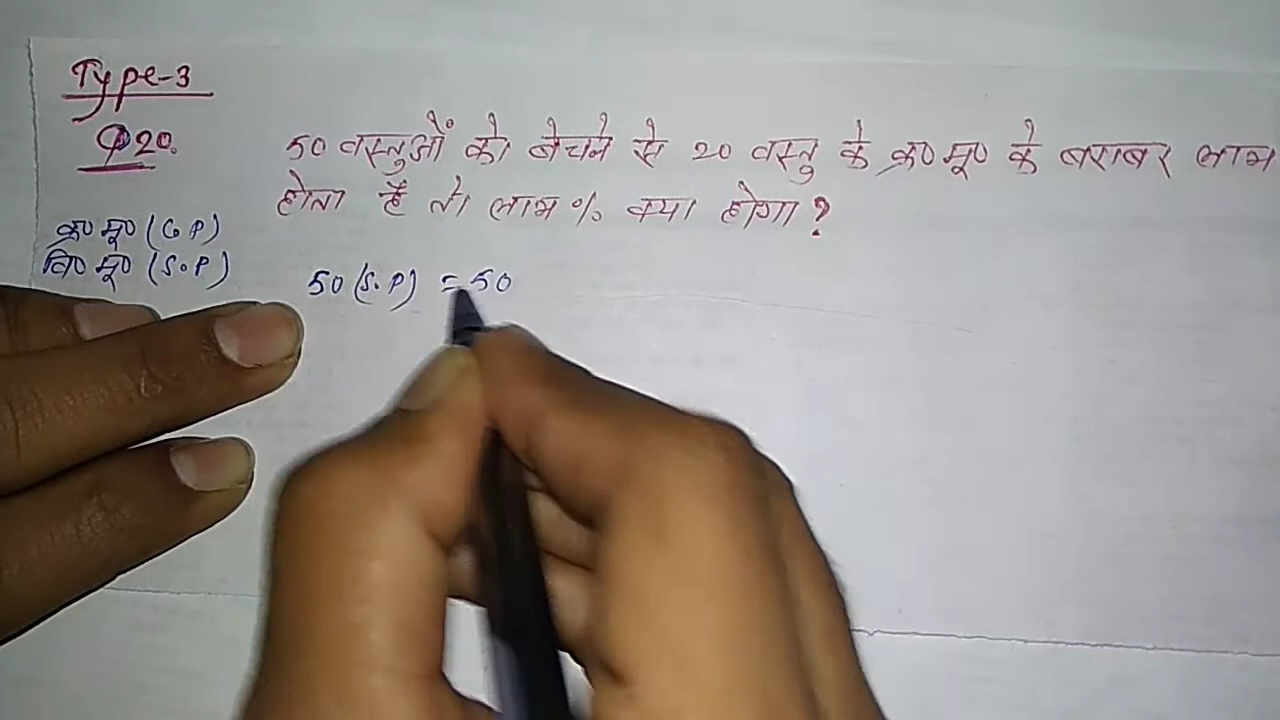 Type-3
Q20.
50 वस्तुओं को बेचने से 20 वस्तु के क्र० मू० के बराबर लाभ
होता है तो लाभ % क्या होगा ?
क्र० मू० (C P)
वि० मू० (S.P)
50 (S.P) = 50